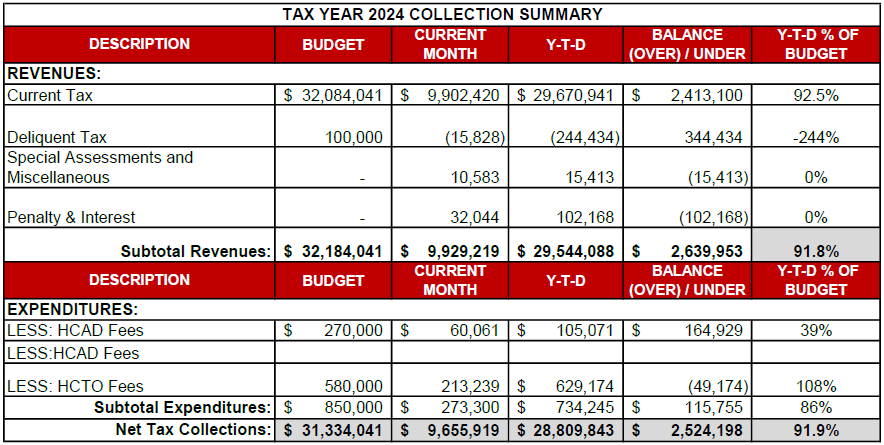 TAX YEAR 2024 COLLECTION SUMMARY
DESCRIPTION BUDGET CURRENT MONTH Y-T-D BALANCE (OVER) / UNDER Y-T-D % OF BUDGET
REVENUES:
Current Tax $ 32,084,041 $ 9,902,420 $ 29,670,941 $ 2,413,100 92.5%
Deliquent Tax 100,000 (15,828) (244,434) 344,434 -244%
Special Assessments and
Miscellaneous - 10,583 15,413 (15,413) 0%
Penalty & Interest - 32,044 102,168 (102,168) 0%
Subtotal Revenues: $ 32,184,041 $ 9,929,219 $ 29,544,088 $ 2,639,953 91.8%
DESCRIPTION BUDGET CURRENT MONTH Y-T-D BALANCE (OVER) / UNDER Y-T-D % OF BUDGET
EXPENDITURES:
LESS: HCAD Fees $ 270,000 $ 60,061 $ 105,071 $ 164,929 39%
LESS:HCAD Fees
LESS: HCTO Fees 580,000 213,239 $ 629,174 (49,174) 108%
Subtotal Expenditures: $ 850,000 $ 273,300 $ 734,245 $ 115,755 86%
Net Tax Collections: $ 31,334,041 $ 9,655,919 $ 28,809,843 $ 2,524,198 91.9%